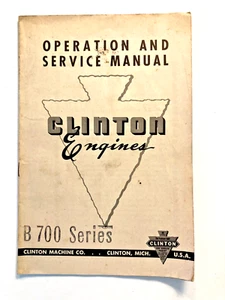 OPERATION AND
SERVICE MANUAL
CLINTON
Engines
B 700 Series
CLINTON
CLINTON MACHINE CO. . . CLINTON, MICH. U.S.A.